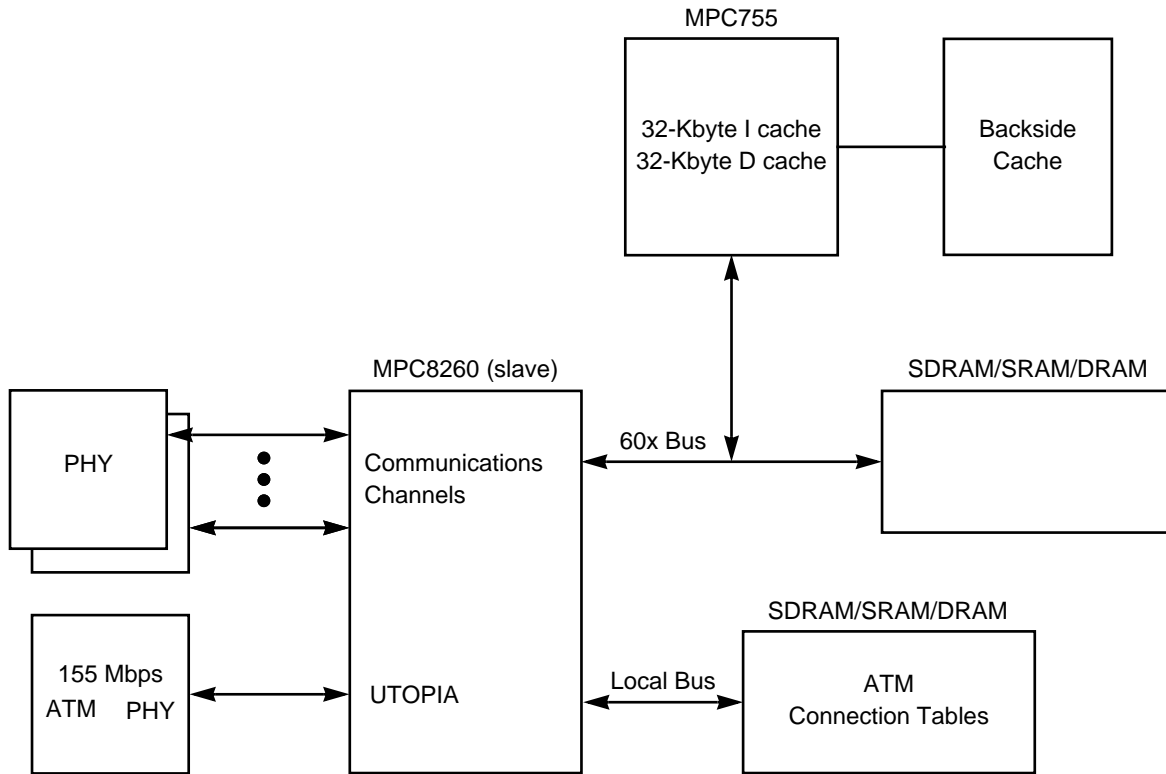 MPC755
32-Kbyte I cache
32-Kbyte D cache
Backside
Cache
MPC8260 (slave)
SDRAM/SRAM/DRAM
PHY
Communications
Channels
60x Bus
SDRAM/SRAM/DRAM
155 Mbps
ATM PHY
UTOPIA
Local Bus
ATM
Connection Tables